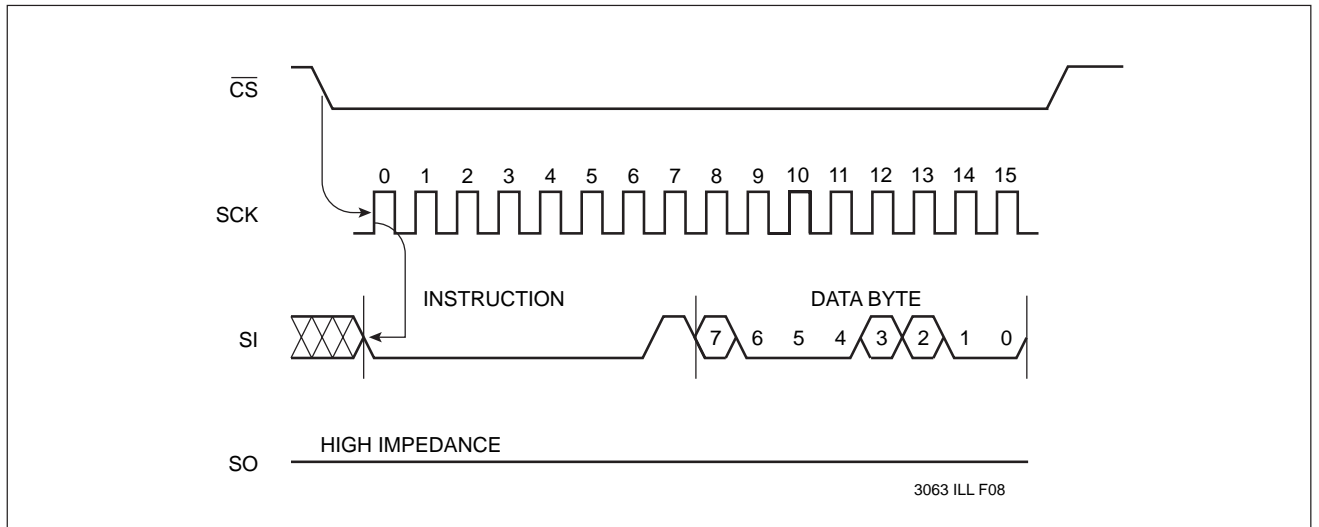 CS
0 1 2 3 4 5 6 7 8 9 10 11 12 13 14 15
SCK
INSTRUCTION DATA BYTE
SI 7 6 5 4 3 2 1 0
HIGH IMPEDANCE
SO
3063 ILL F08